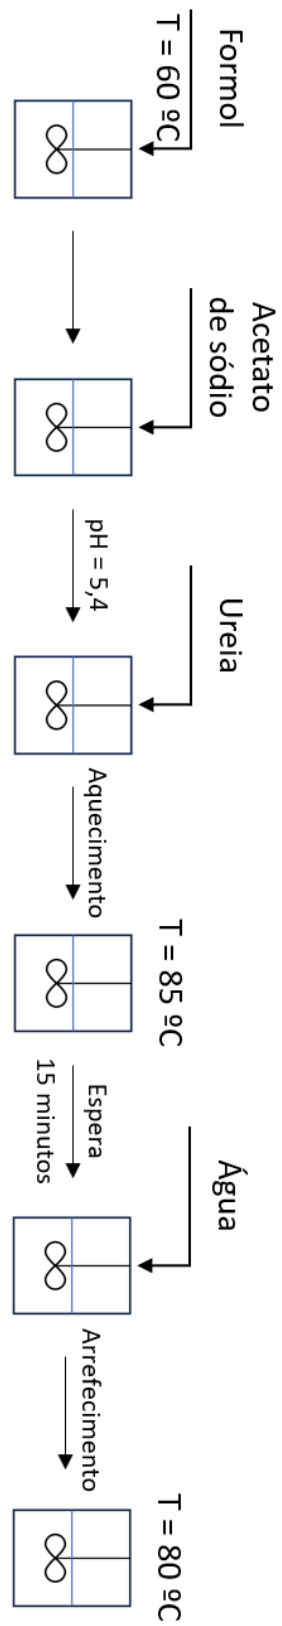 Formol
T = 60 ºC
Acetato
de sódio
pH = 5,4
Ureia
Aquecimento
T = 85 ºC
Espera
15 minutos
Água
Arrefecimento
T = 80 ºC